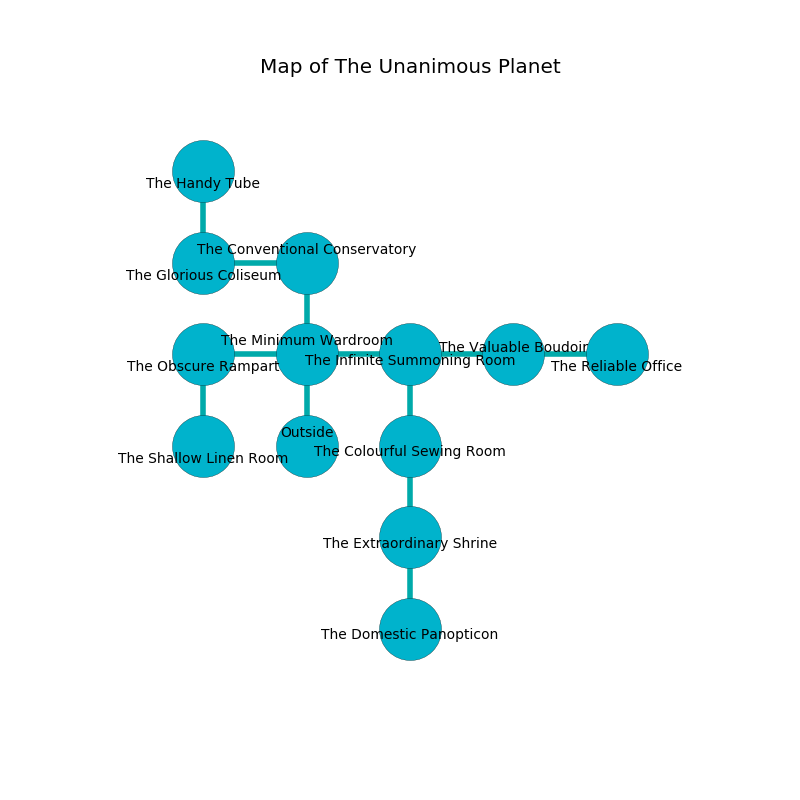 Map of The Unanimous Planet
The Handy Tube
The Conventional Conservatory
The Glorious Coliseum
The Minimum Wardroom
The Valuable Boudoir
The Infinite Summoning Room
The Obscure Rampart
The Reliable Office
Outside
The Colourful Sewing Room
The Shallow Linen Room
The Extraordinary Shrine
The Domestic Panopticon